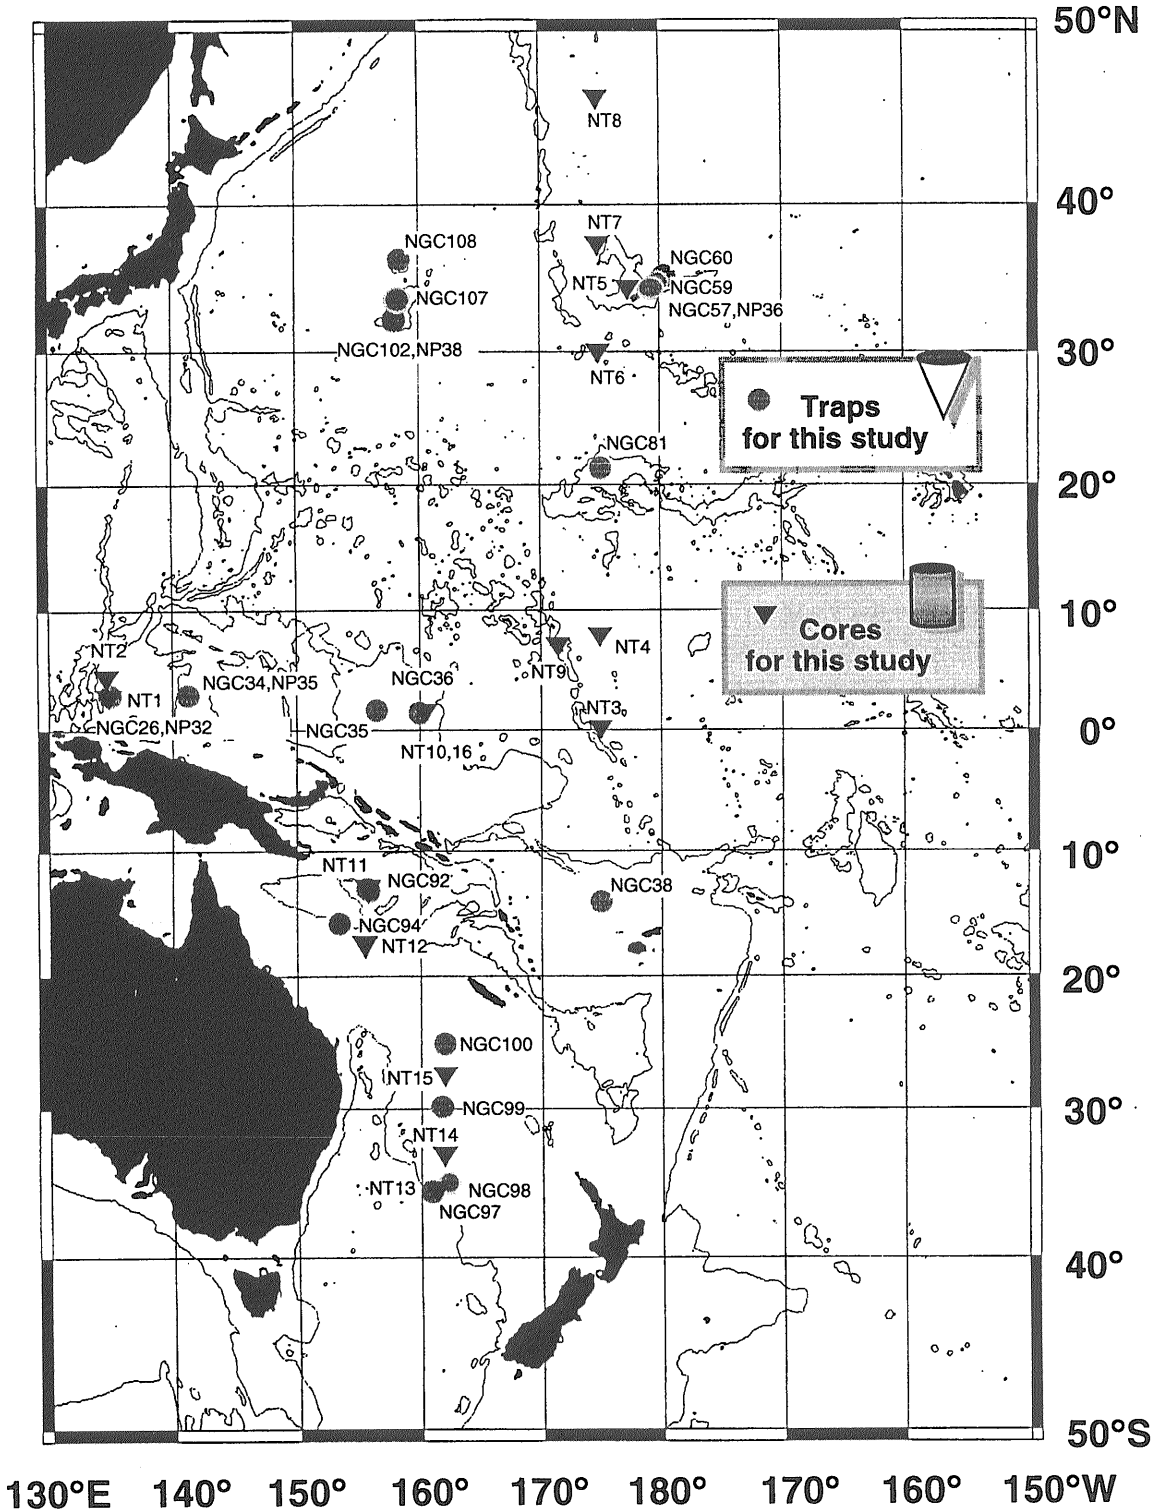 50°N
NT8
40°
NT7
NGC108
NGC60
NT5
NGC59
NGC107
NGC57,NP36
NGC102,NP38
30°
NT6
Traps
for this study
NGC81
20°
10°
Cores
for this study
NT2
NT4
NT9
NGC36
NGC34,NP35
NT1
NT3
NGC26,NP32
NGC35
0°
NT10,16
10°
NT11
NGC92
NGC38
NGC94
NT12
20°
NGC100
NT15
NGC99
30°
NT14
NT13
NGC98
NGC97
40°
50°S
130°E 140° 150° 160° 170° 180° 170° 160° 150°W